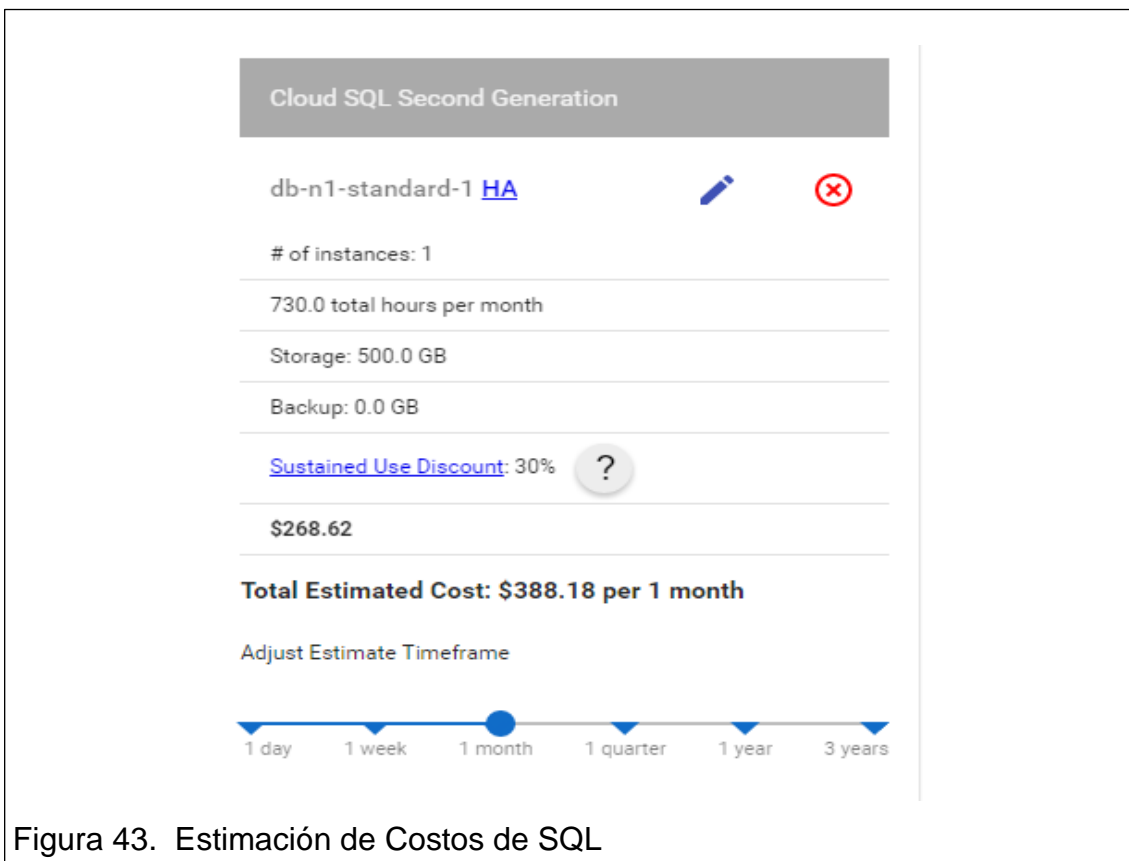 Cloud SQL Second Generation
db-n1-standard-1 HA
# of instances: 1
730.0 total hours per month
Storage: 500.0 GB
Backup: 0.0 GB
Sustained Use Discount: 30% ?
$268.62
Total Estimated Cost: $388.18 per 1 month
Adjust Estimate Timeframe
1 day 1 week 1 month 1 quarter 1 year 3 years
Figura 43. Estimación de Costos de SQL